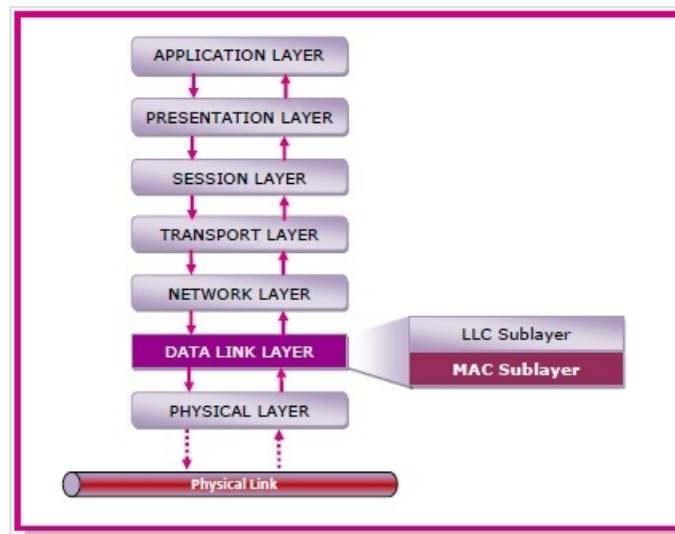 APPLICATION LAYER
PRESENTATION LAYER
SESSION LAYER
TRANSPORT LAYER
NETWORK LAYER
DATA LINK LAYER
LLC Sublayer
MAC Sublayer
PHYSICAL LAYER
Physical Link